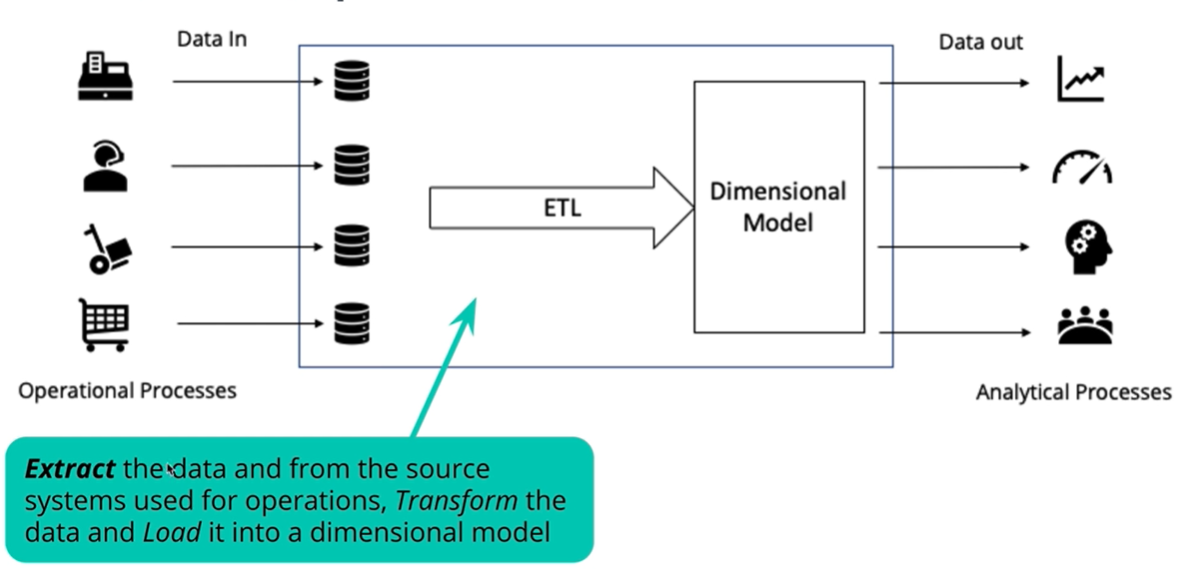 Data In
Data out
ETL
Dimensional
Model
Operational Processes
Analytical Processes
Extract the data and from the source
systems used for operations, Transform the
data and Load it into a dimensional model